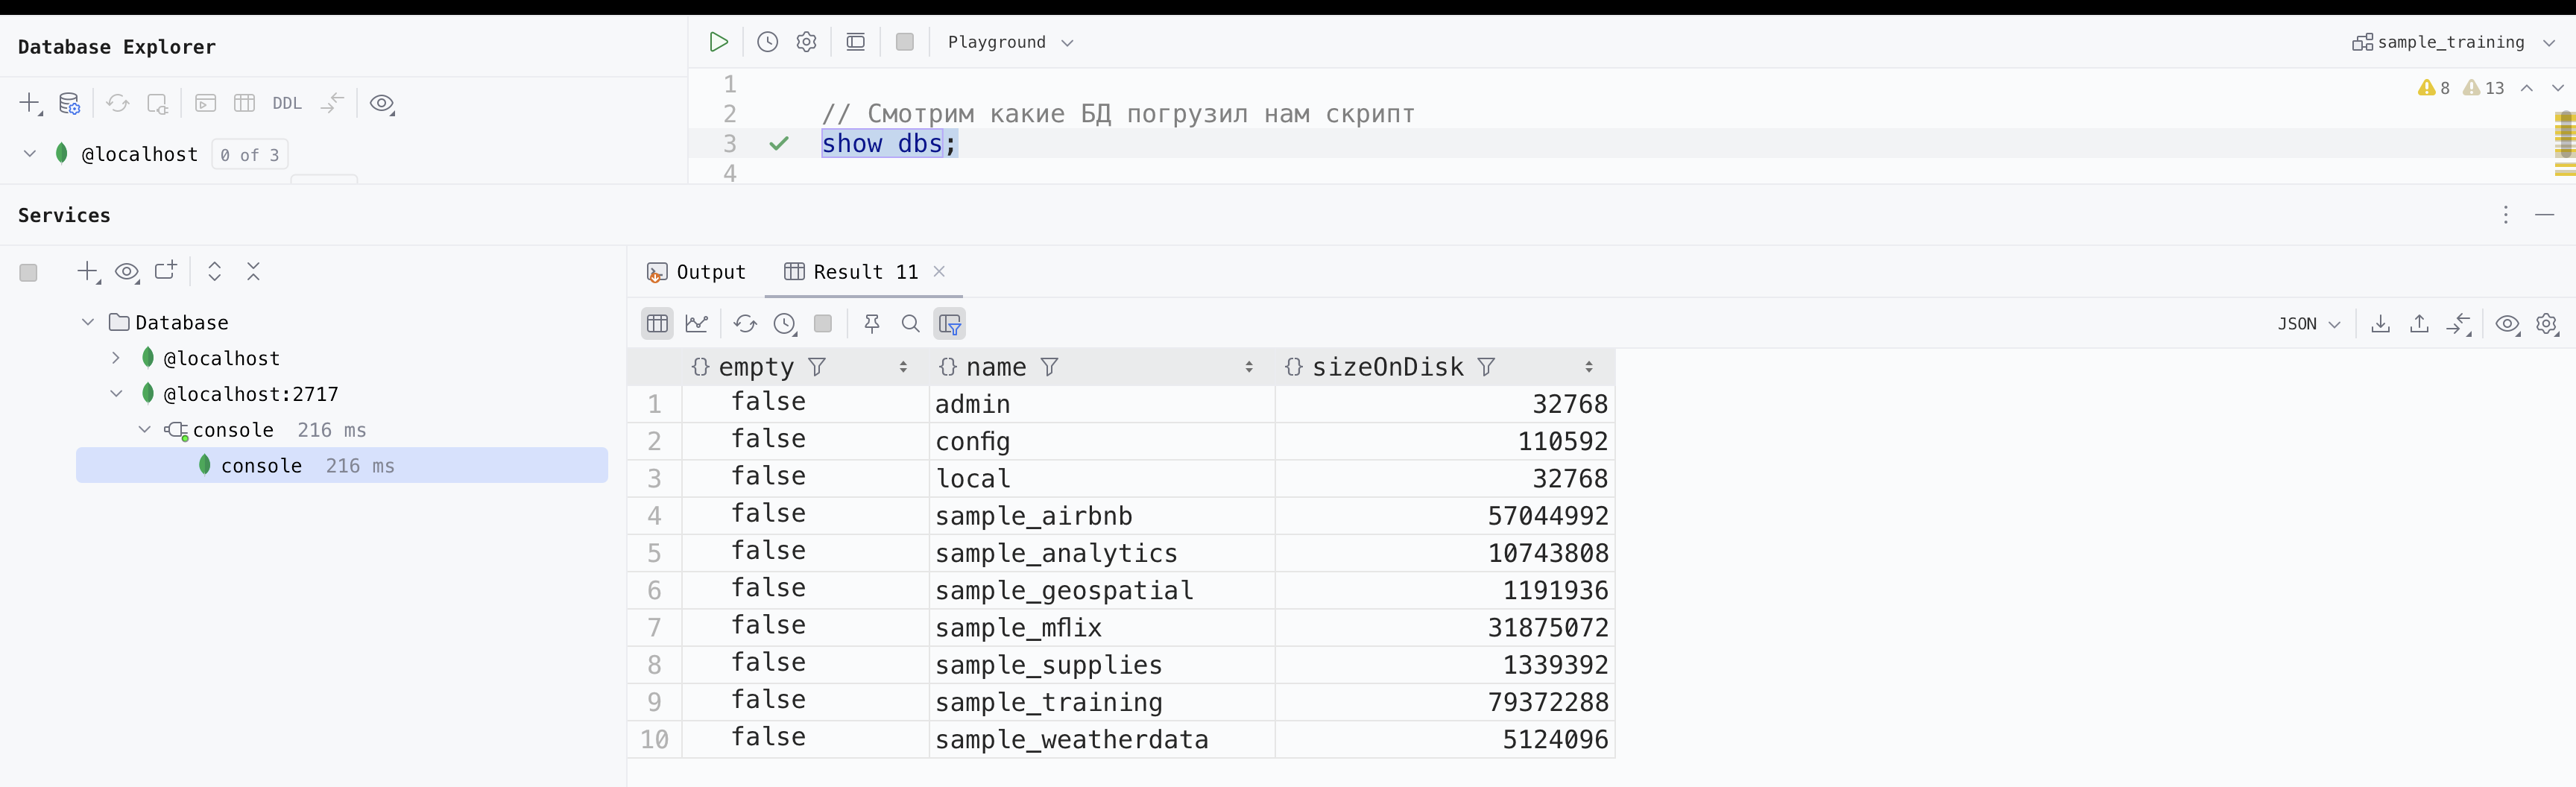 Database Explorer
Playground
sample_training
DDL
@localhost 0 of 3
1
2 // Смотрим какие БД погрузил нам скрипт
3 show dbs;
4
8 13
Services
Database
@localhost
@localhost:2717
console 216 ms
console 216 ms
Output Result 11
JSON
{} empty {} name {} sizeOnDisk
1 false admin 32768
2 false config 110592
3 false local 32768
4 false sample_airbnb 57044992
5 false sample_analytics 10743808
6 false sample_geospatial 1191936
7 false sample_mflix 31875072
8 false sample_supplies 1339392
9 false sample_training 79372288
10 false sample_weatherdata 5124096